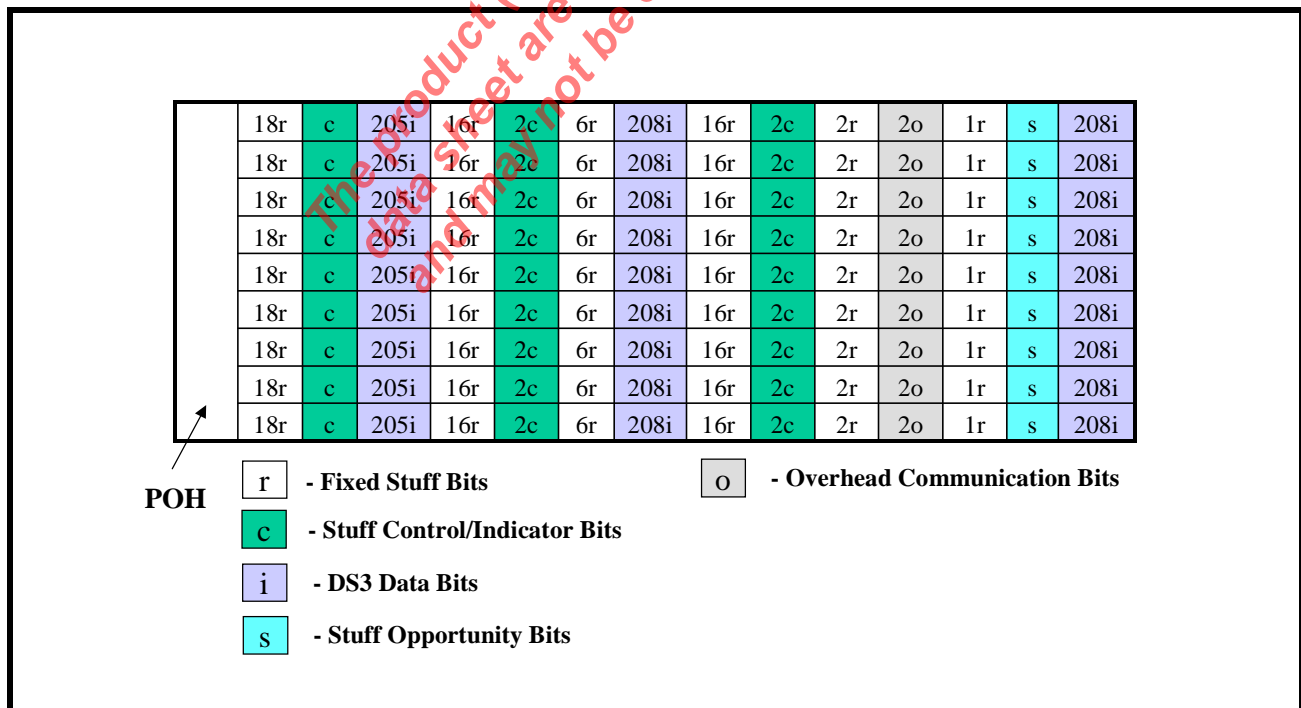 The product
data sheet are
and may not be
18r c 205i 16r 2c 6r 208i 16r 2c 2r 2o 1r s 208i
18r c 205i 16r 2c 6r 208i 16r 2c 2r 2o 1r s 208i
18r c 205i 16r 2c 6r 208i 16r 2c 2r 2o 1r s 208i
18r c 205i 16r 2c 6r 208i 16r 2c 2r 2o 1r s 208i
18r c 205i 16r 2c 6r 208i 16r 2c 2r 2o 1r s 208i
18r c 205i 16r 2c 6r 208i 16r 2c 2r 2o 1r s 208i
18r c 205i 16r 2c 6r 208i 16r 2c 2r 2o 1r s 208i
18r c 205i 16r 2c 6r 208i 16r 2c 2r 2o 1r s 208i
18r c 205i 16r 2c 6r 208i 16r 2c 2r 2o 1r s 208i
POH
r - Fixed Stuff Bits
o - Overhead Communication Bits
c - Stuff Control/Indicator Bits
i - DS3 Data Bits
s - Stuff Opportunity Bits